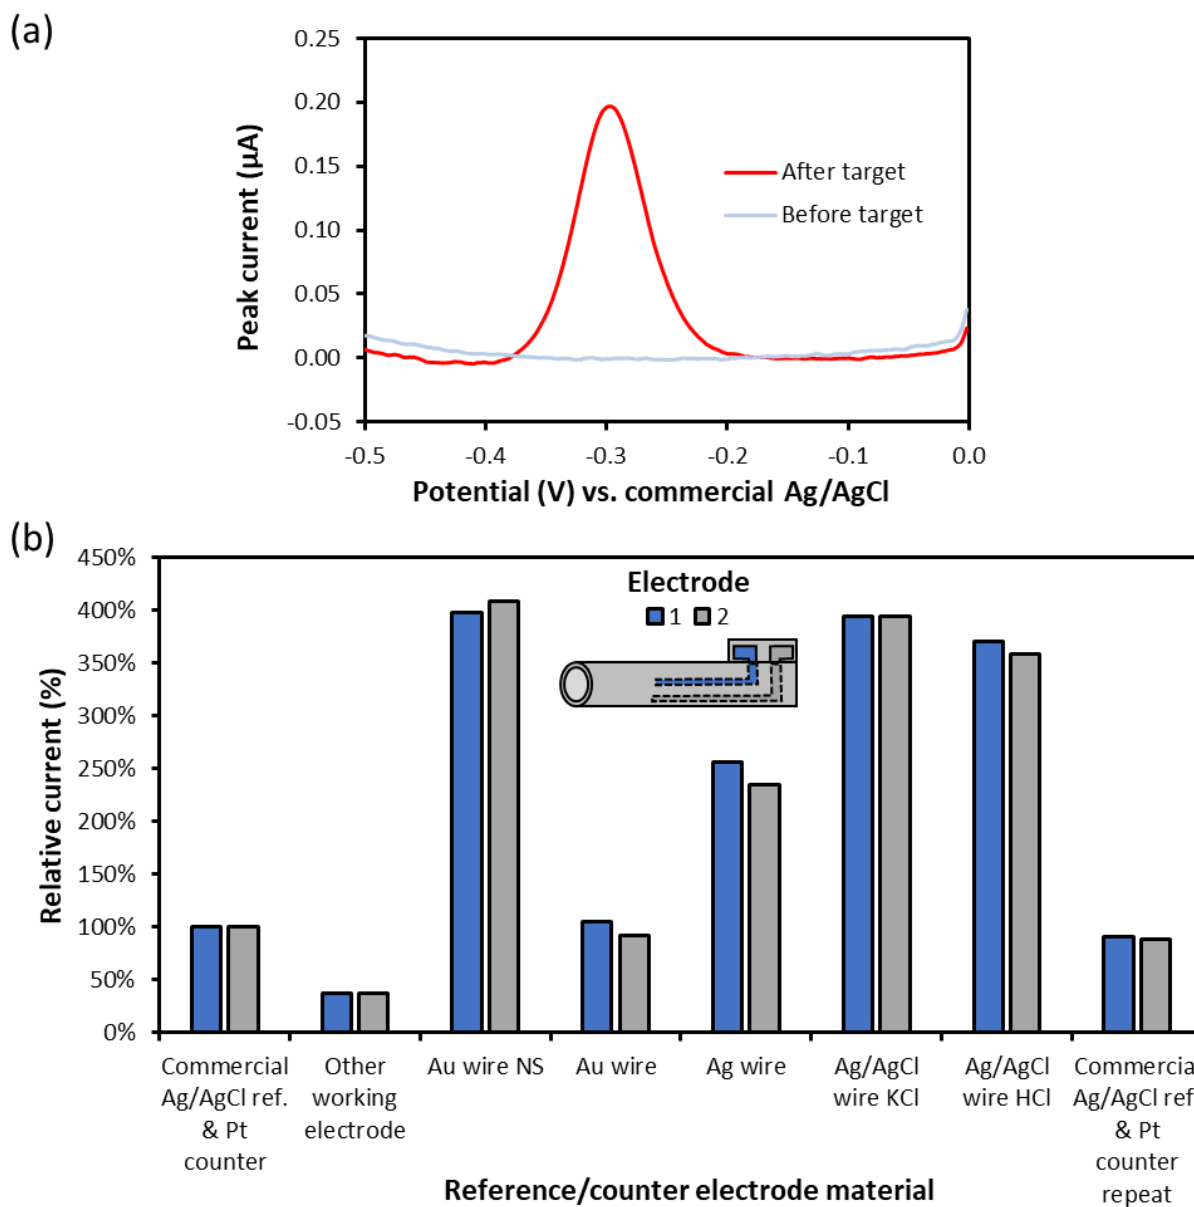 (a)
0.25
0.20
0.15
0.10
0.05
0.00
-0.05
Peak current (µA)
After target
Before target
-0.5 -0.4 -0.3 -0.2 -0.1 0.0
Potential (V) vs. commercial Ag/AgCl
(b)
450%
400%
350%
300%
250%
200%
150%
100%
50%
0%
Relative current (%)
Electrode
1 2
Commercial Ag/AgCl ref. & Pt counter
Other working electrode
Au wire NS
Au wire
Ag wire
Ag/AgCl wire KCl
Ag/AgCl wire HCl
Commercia Ag/AgCl ref & Pt counter repeat
Reference/counter electrode material